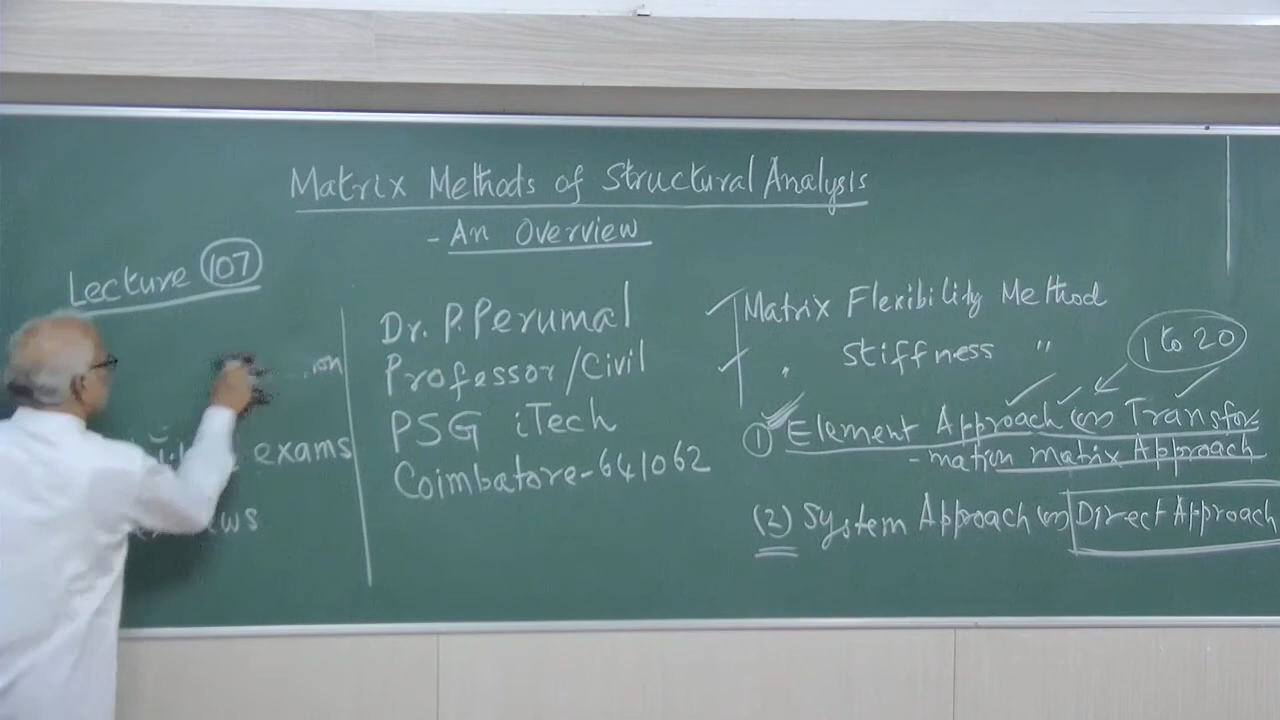 Matrix Methods of Structural Analysis
- An Overview
Lecture 107
exams
Dr. P. Perumal
Professor/Civil
PSG iTech
Coimbatore-641062
Matrix Flexibility Method
" Stiffness "
1 to 20
① Element Approach (or) Transfor
-mation matrix Approach
(2) System Approach (or) Direct Approach